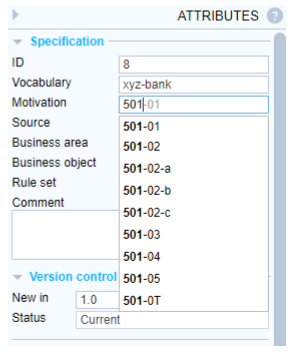 ATTRIBUTES ?
Specification
ID 8
Vocabulary xyz-bank
Motivation 501-01
Source 501-01
Business area 501-02
Business object 501-02-a
Rule set 501-02-b
Comment 501-02-c
501-03
501-04
Version control 501-05
New in 1.0 501-0T
Status Current